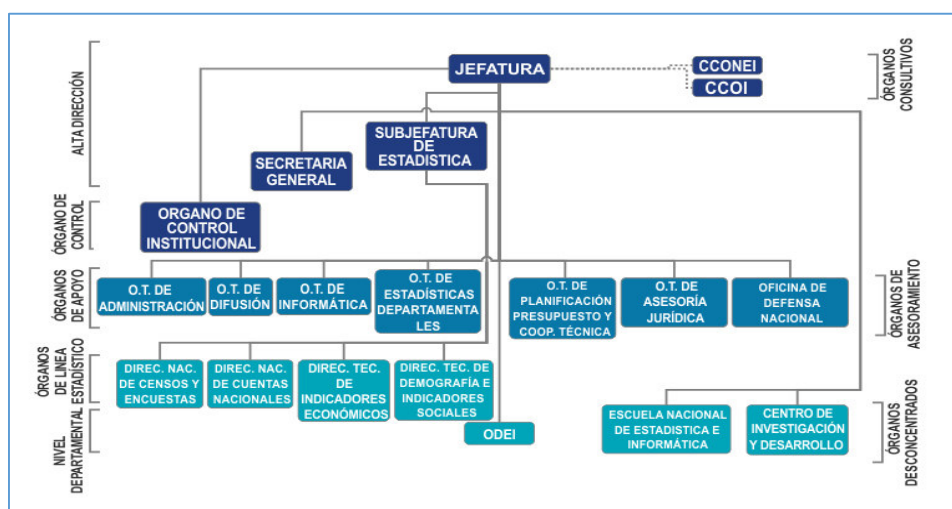 JEFATURA
CCONEI
CCOI
ÓRGANOS
CONSULTIVOS
ALTA DIRECCIÓN
SUBJEFATURA
DE
ESTADISTICA
SECRETARIA
GENERAL
ÓRGANO DE
CONTROL
ORGANO DE
CONTROL
INSTITUCIONAL
ÓRGANOS
DE APOYO
O.T. DE
ADMINISTRACIÓN
O.T. DE
DIFUSIÓN
O.T. DE
INFORMÁTICA
O.T. DE
ESTADÍSTICAS
DEPARTAMENTA
LES
O.T. DE
PLANIFICACIÓN
PRESUPUESTO Y
COOP. TÉCNICA
O.T. DE
ASESORÍA
JURÍDICA
OFICINA DE
DEFENSA
NACIONAL
ÓRGANOS DE
ASESORAMIENTO
ÓRGANOS
DE LINEA
ESTADÍSTICO
DIREC. NAC.
DE CENSOS Y
ENCUESTAS
DIREC. NAC.
DE CUENTAS
NACIONALES
DIREC. TEC.
DE
INDICADORES
ECONÓMICOS
DIREC. TEC. DE
DEMOGRAFÍA E
INDICADORES
SOCIALES
NIVEL
DEPARTAMENTAL
ODEI
ESCUELA NACIONAL
DE ESTADISTICA E
INFORMÁTICA
CENTRO DE
INVESTIGACIÓN
Y DESARROLLO
ÓRGANOS
DESCONCENTRADOS